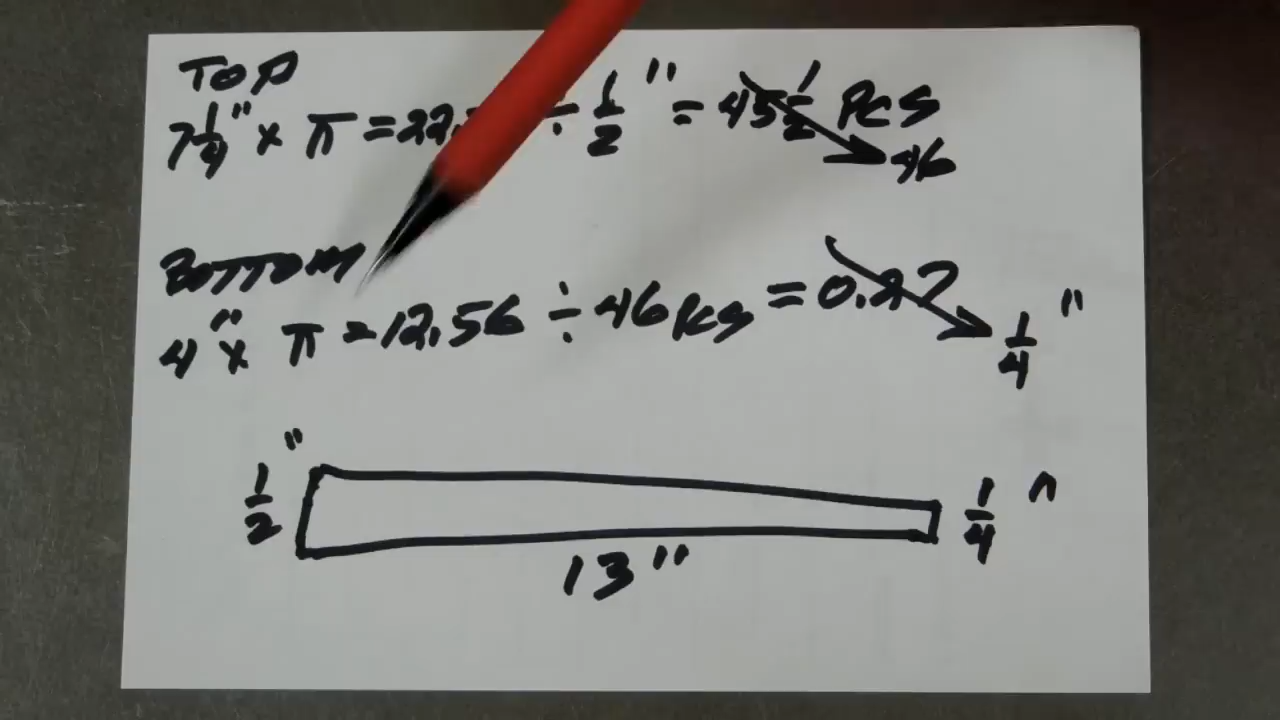 TOP
7 1/4" x π = 22. ÷ 1/2" = 45 1/2 PCS
46
BOTTOM
4" x π = 12.56 ÷ 46 PCS = 0.27
1/4"
1/2"
1/4"
13"